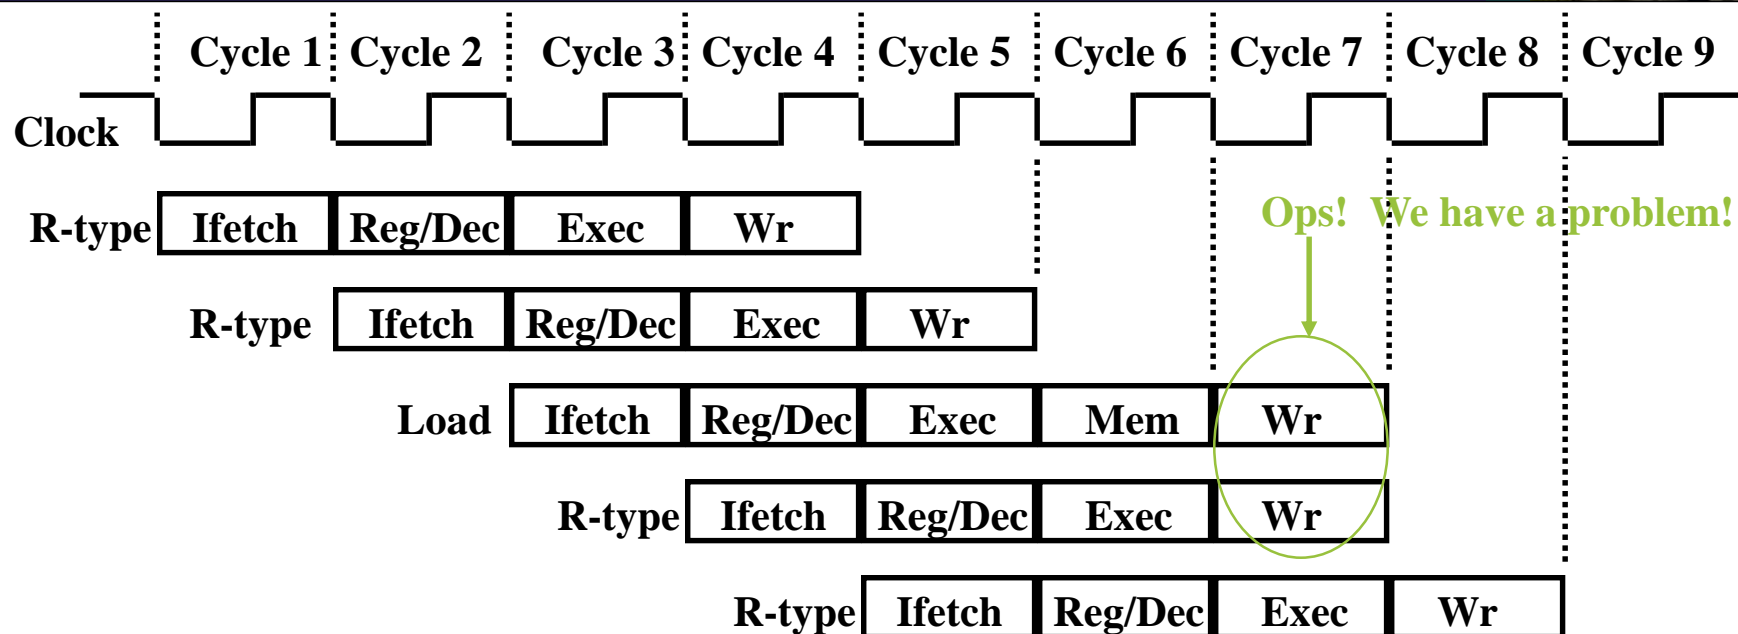 Cycle 1 Cycle 2 Cycle 3 Cycle 4 Cycle 5 Cycle 6 Cycle 7 Cycle 8 Cycle 9
Clock
Ops! We have a problem!
R-type Ifetch Reg/Dec Exec Wr
R-type Ifetch Reg/Dec Exec Wr
Load Ifetch Reg/Dec Exec Mem Wr
R-type Ifetch Reg/Dec Exec Wr
R-type Ifetch Reg/Dec Exec Wr